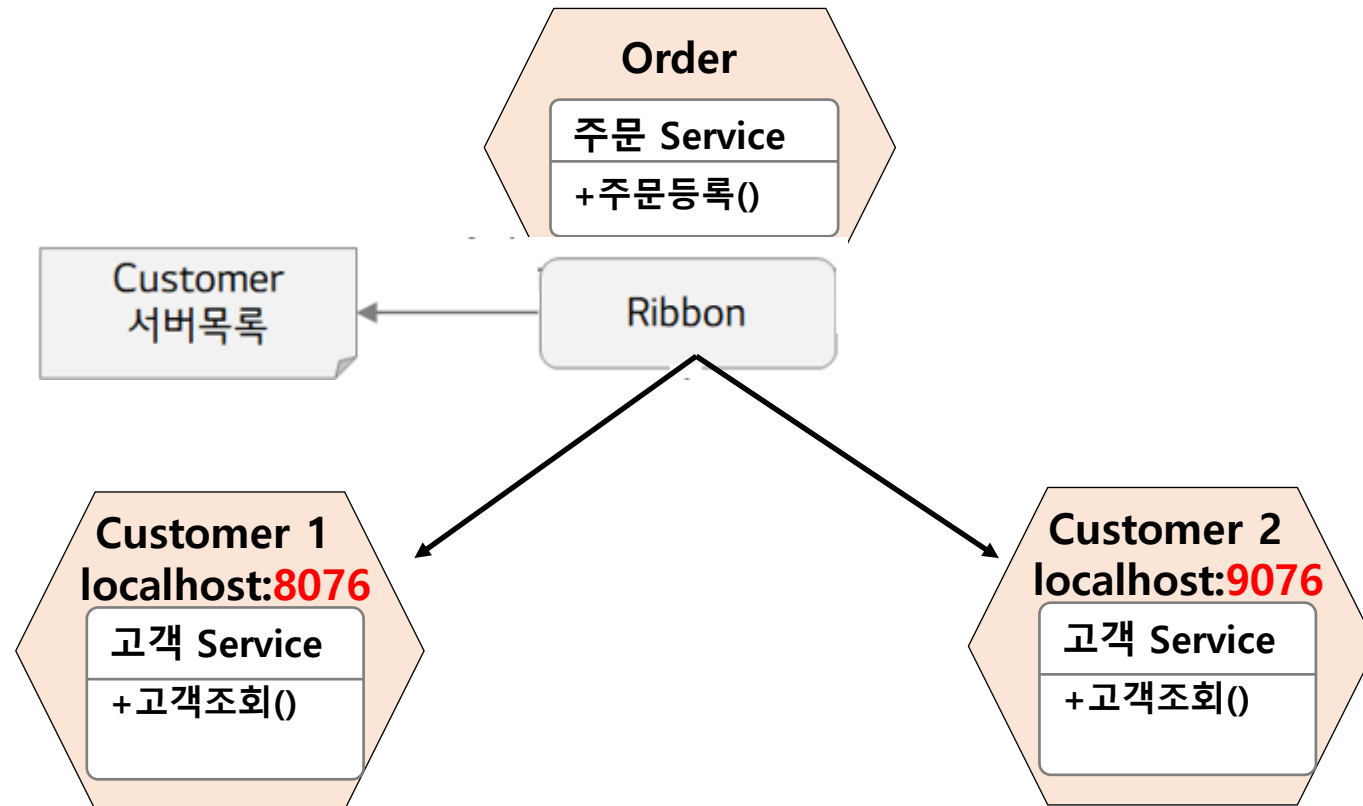 Order
주문 Service
+주문등록()
Customer
서버목록
Ribbon
Customer 1
localhost:8076
고객 Service
+고객조회()
Customer 2
localhost:9076
고객 Service
+고객조회()